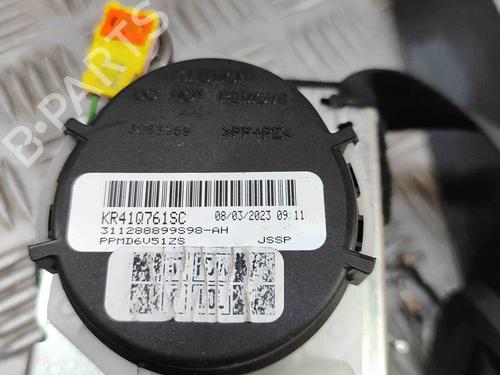 CAUTION
DO NOT REMOVE
>PP+PE<
KR41Q761SC 08/03/2023 09:11
311288899S98-AH
PPMD6V51ZS JSSP
B-PARTS